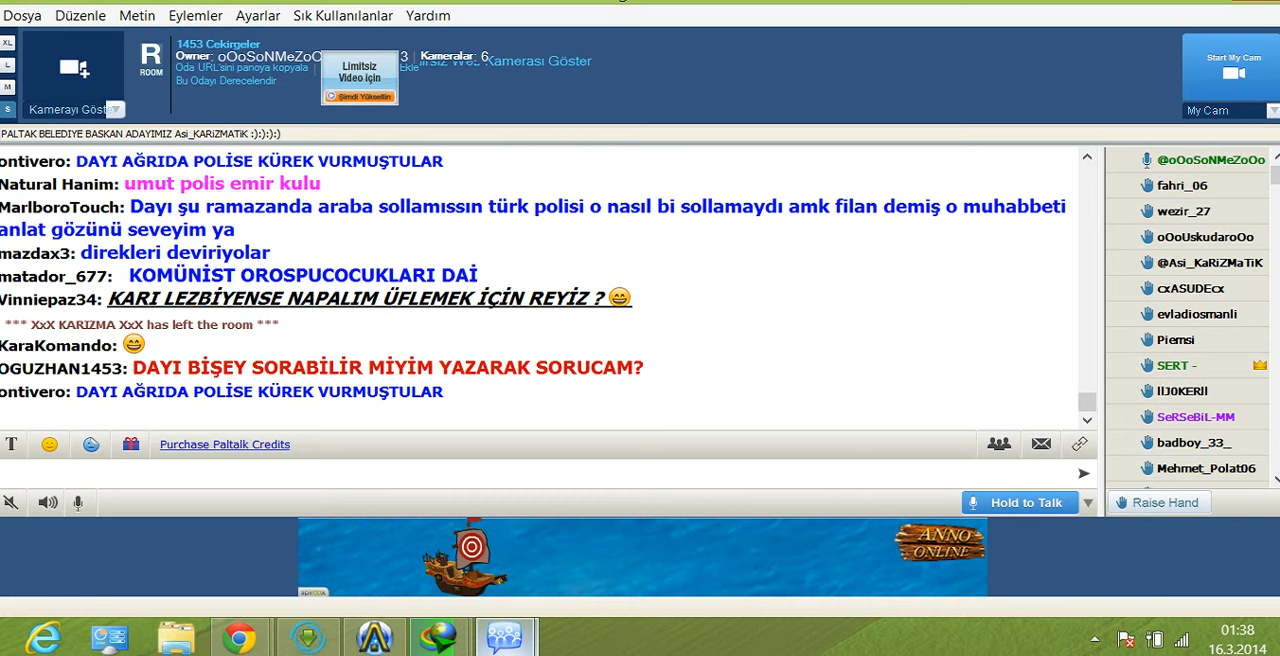 Dosya Düzenle Metin Eylemler Ayarlar Sık Kullanılanlar Yardım
XL
L
M
S
Kamerayı Göst
R
ROOM
1453 Cekirgeler
Owner: oOoSoNMeZoO 3 | Kameralar: 6
Oda URL'sini panoya kopyala | Ekle
Bu Odayı Derecelendir
Limitsiz
Video için
Şimdi Yükseltin
Web Kamerası Göster
Start My Cam
My Cam
PALTAK BELEDIYE BASKAN ADAYIMIZ Asi_KARiZMATiK :):):):)
ontivero: DAYI AĞRIDA POLİSE KÜREK VURMUŞTULAR
Natural Hanim: umut polis emir kulu
MarlboroTouch: Dayı şu ramazanda araba sollamıssın türk polisi o nasıl bi sollamaydı amk filan demiş o muhabbeti
anlat gözünü seveyim ya
mazdax3: direkleri deviriyolar
matador_677: KOMÜNİST OROSPUCOCUKLARI DAİ
Vinniepaz34: KARI LEZBİYENSE NAPALIM ÜFLEMEK İÇİN REYİZ ? 😄
*** XxX KARIZMA XxX has left the room ***
KaraKomando: 😄
OGUZHAN1453: DAYI BİŞEY SORABİLİR MİYİM YAZARAK SORUCAM?
ontivero: DAYI AĞRIDA POLİSE KÜREK VURMUŞTULAR
@oOoSoNMeZoOo
fahri_06
wezir_27
oOoUskudaroOo
@Asi_KaRiZMaTiK
cxASUDEcx
evladiosmanli
Piemsi
SERT -
llJ0KERll
SeRSeBiL-MM
badboy_33_
Mehmet_Polat06
T
Purchase Paltalk Credits
Hold to Talk
Raise Hand
ANNO
ONLINE
01:38
16.3.2014